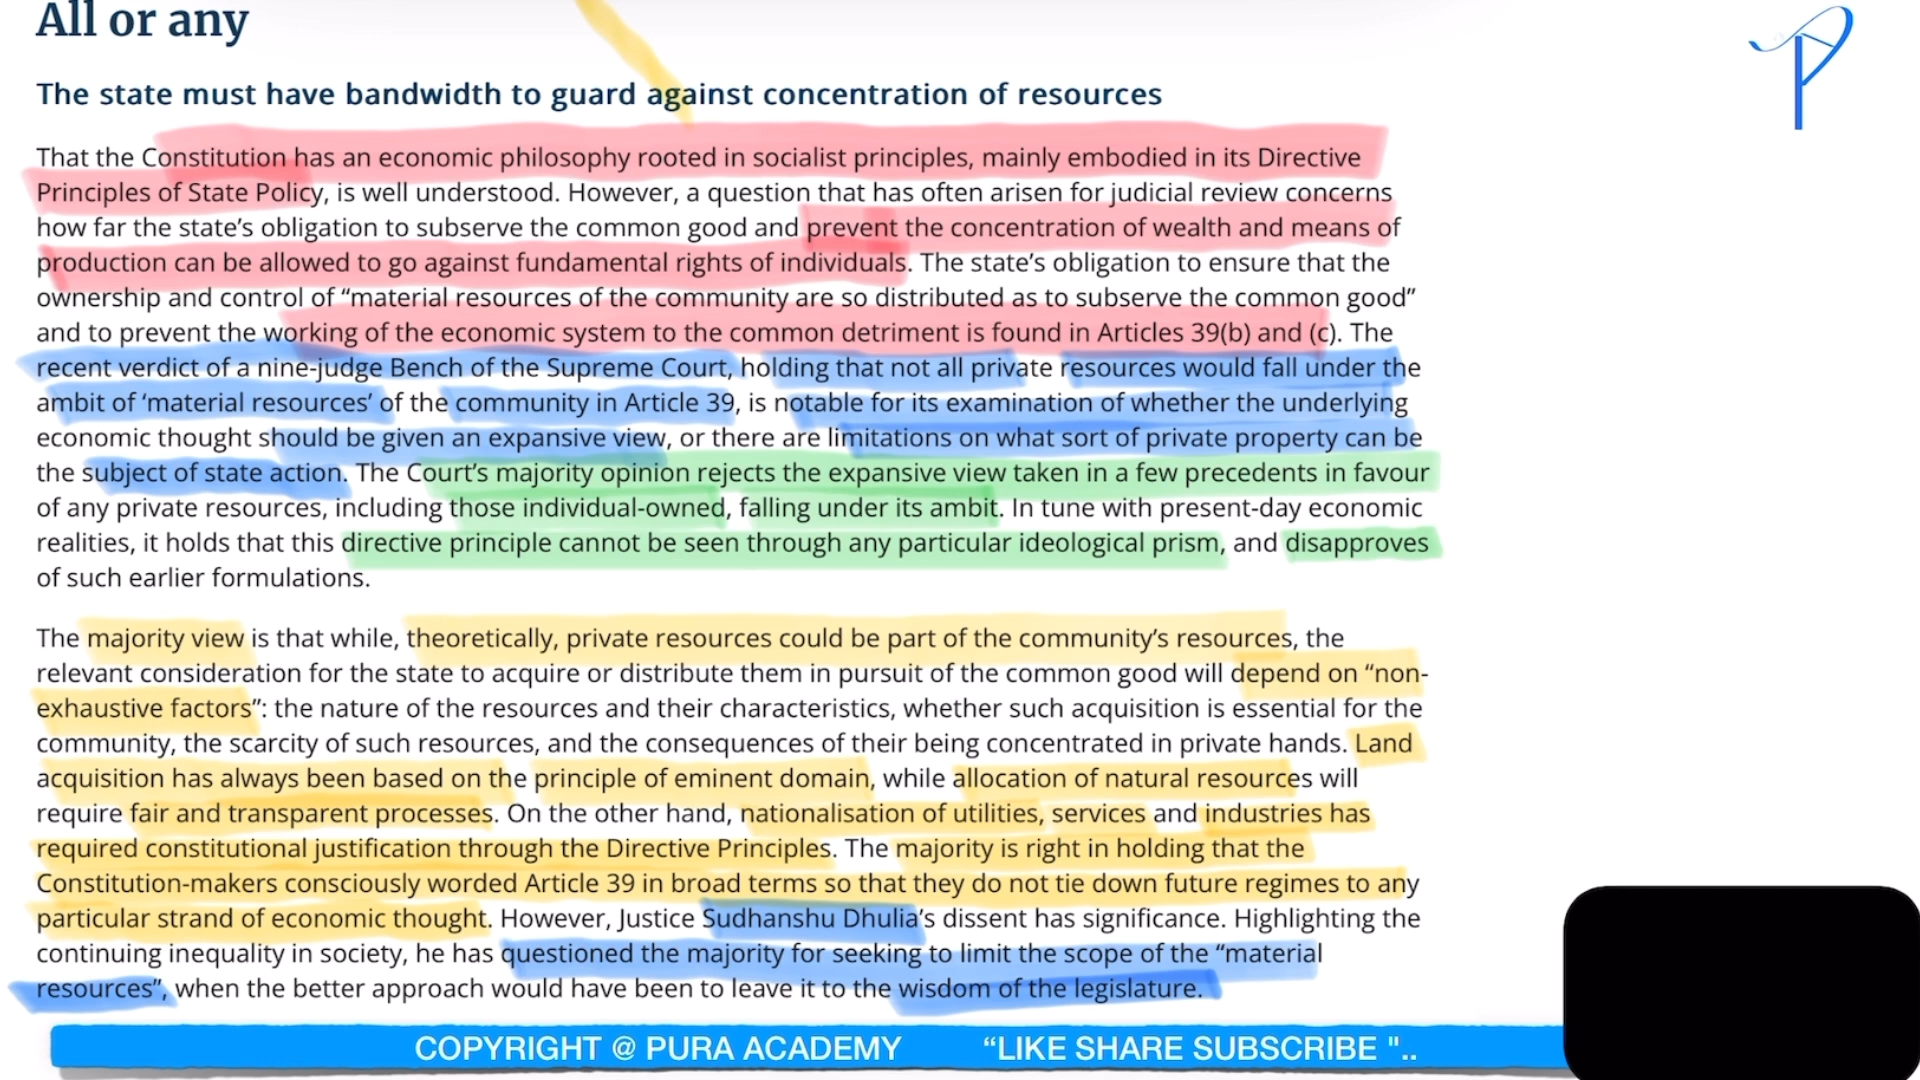 All or any
The state must have bandwidth to guard against concentration of resources
That the Constitution has an economic philosophy rooted in socialist principles, mainly embodied in its Directive
Principles of State Policy, is well understood. However, a question that has often arisen for judicial review concerns
how far the state’s obligation to subserve the common good and prevent the concentration of wealth and means of
production can be allowed to go against fundamental rights of individuals. The state’s obligation to ensure that the
ownership and control of “material resources of the community are so distributed as to subserve the common good”
and to prevent the working of the economic system to the common detriment is found in Articles 39(b) and (c). The
recent verdict of a nine-judge Bench of the Supreme Court, holding that not all private resources would fall under the
ambit of ‘material resources’ of the community in Article 39, is notable for its examination of whether the underlying
economic thought should be given an expansive view, or there are limitations on what sort of private property can be
the subject of state action. The Court’s majority opinion rejects the expansive view taken in a few precedents in favour
of any private resources, including those individual-owned, falling under its ambit. In tune with present-day economic
realities, it holds that this directive principle cannot be seen through any particular ideological prism, and disapproves
of such earlier formulations.
The majority view is that while, theoretically, private resources could be part of the community’s resources, the
relevant consideration for the state to acquire or distribute them in pursuit of the common good will depend on “non-
exhaustive factors”: the nature of the resources and their characteristics, whether such acquisition is essential for the
community, the scarcity of such resources, and the consequences of their being concentrated in private hands. Land
acquisition has always been based on the principle of eminent domain, while allocation of natural resources will
require fair and transparent processes. On the other hand, nationalisation of utilities, services and industries has
required constitutional justification through the Directive Principles. The majority is right in holding that the
Constitution-makers consciously worded Article 39 in broad terms so that they do not tie down future regimes to any
particular strand of economic thought. However, Justice Sudhanshu Dhulia’s dissent has significance. Highlighting the
continuing inequality in society, he has questioned the majority for seeking to limit the scope of the “material
resources”, when the better approach would have been to leave it to the wisdom of the legislature.
COPYRIGHT @ PURA ACADEMY “LIKE SHARE SUBSCRIBE "..